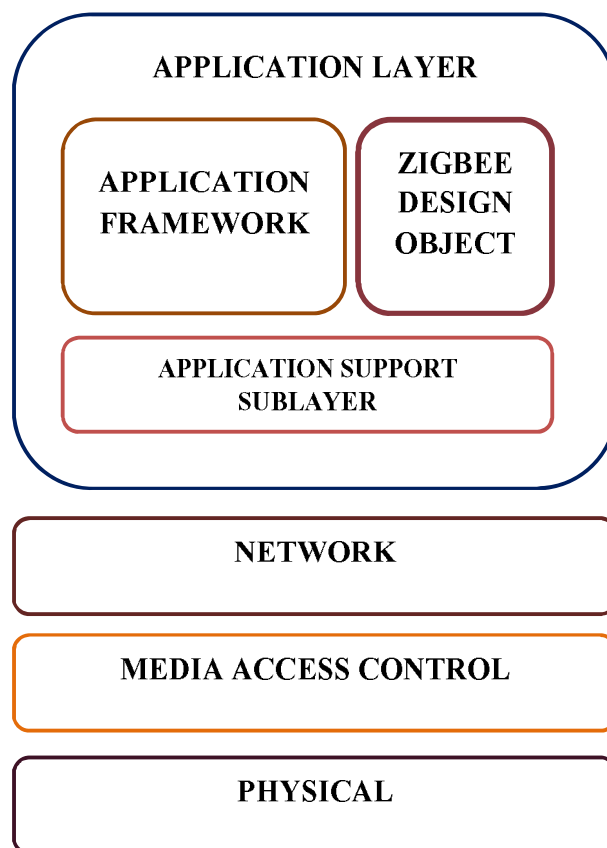 APPLICATION LAYER
APPLICATION
FRAMEWORK
ZIGBEE
DESIGN
OBJECT
APPLICATION SUPPORT
SUBLAYER
NETWORK
MEDIA ACCESS CONTROL
PHYSICAL